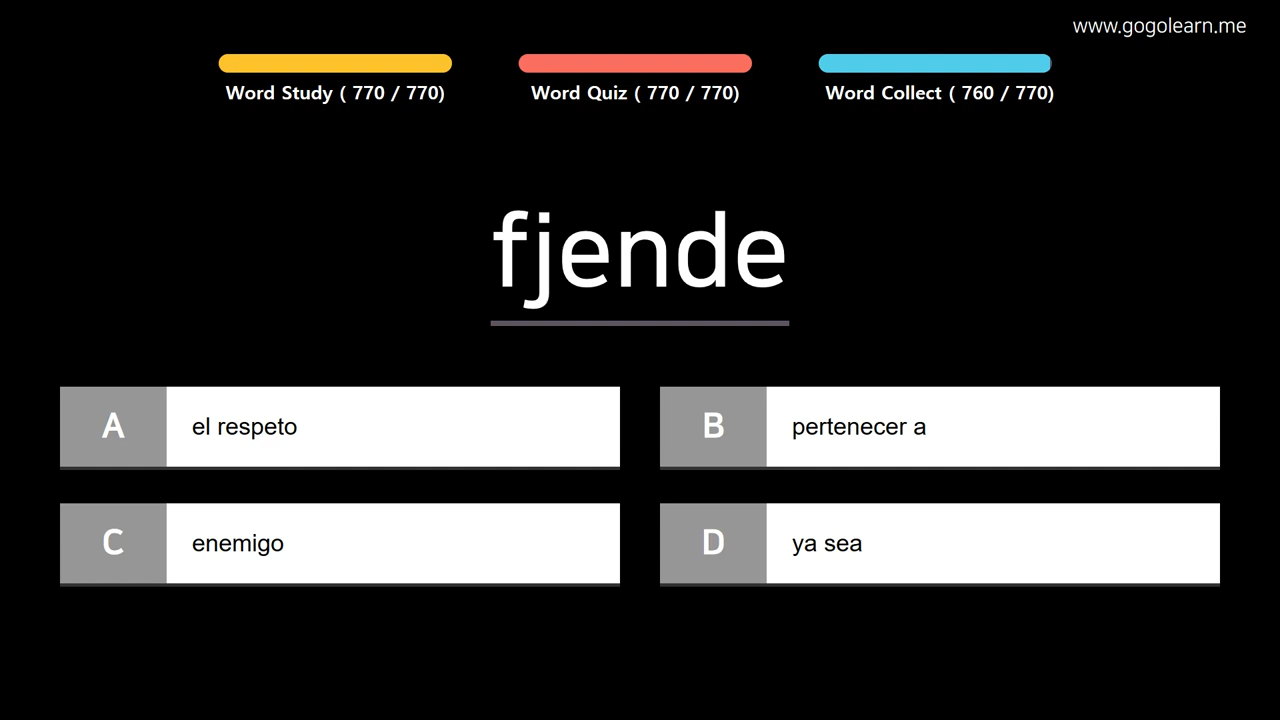 www.gogolearn.me
Word Study ( 770 / 770)
Word Quiz ( 770 / 770)
Word Collect ( 760 / 770)
fjende
A el respeto
B pertenecer a
C enemigo
D ya sea